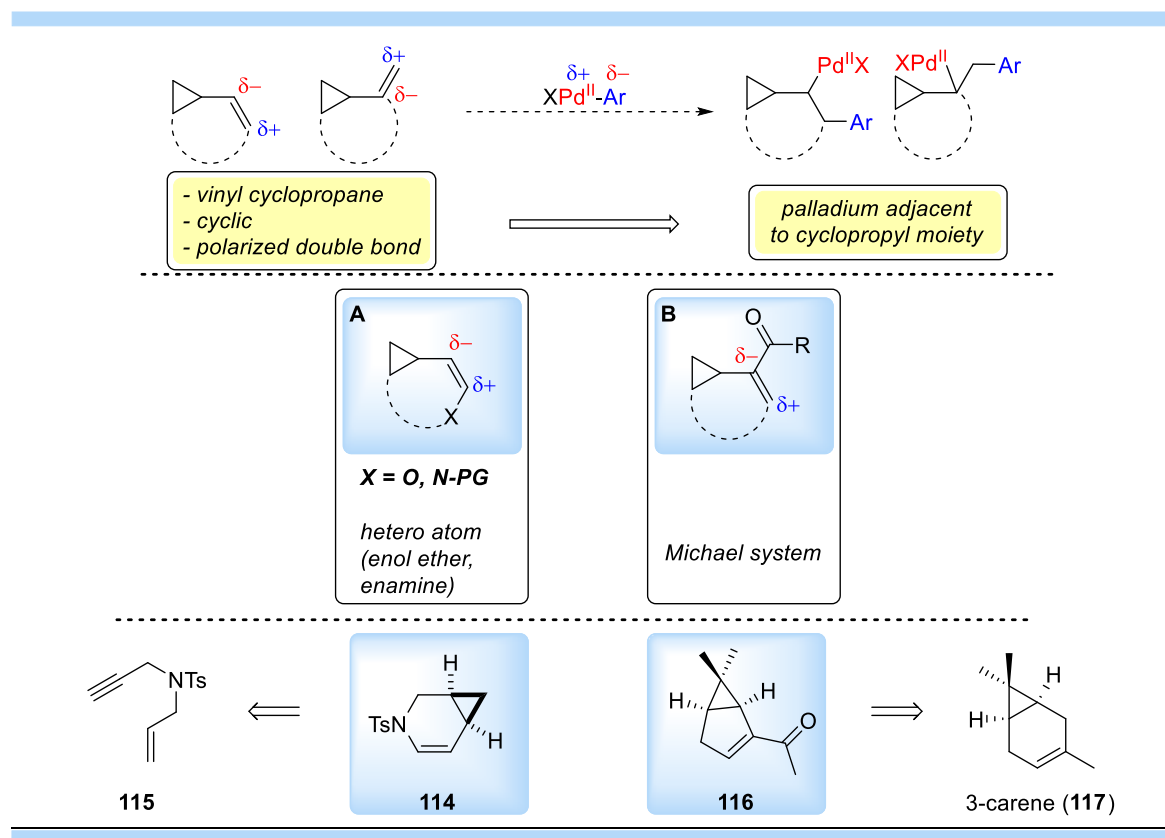 δ−
δ+
δ+
δ−
δ+ δ−
XPdII-Ar
PdIIX
Ar
XPdII
Ar
- vinyl cyclopropane
- cyclic
- polarized double bond
palladium adjacent
to cyclopropyl moiety
A
δ−
δ+
X
X = O, N-PG
hetero atom
(enol ether,
enamine)
B
O
R
δ−
δ+
Michael system
N
Ts
115
H
TsN
H
114
H
H
O
116
H
H
3-carene (117)